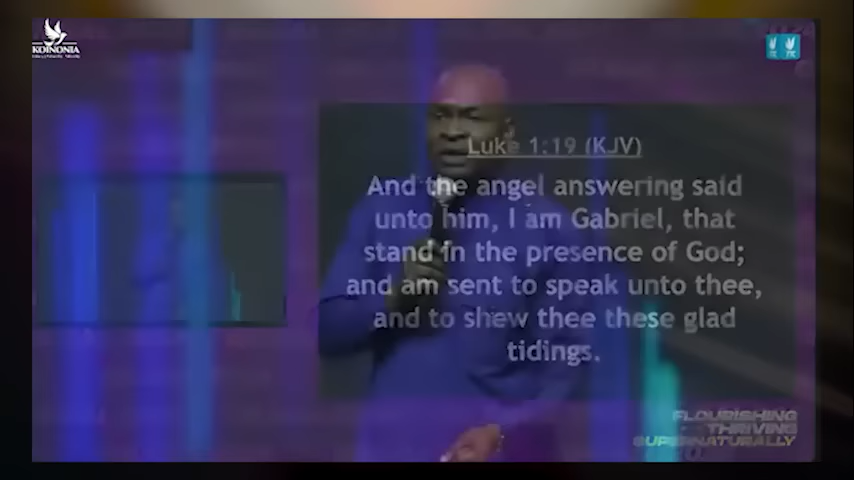 KOINONIA
Luke 1:19 (KJV)
And the angel answering said
unto him, I am Gabriel, that
stand in the presence of God;
and am sent to speak unto thee,
and to shew thee these glad
tidings.
FLOURISHING
THRIVING
SUPERNATURALLY